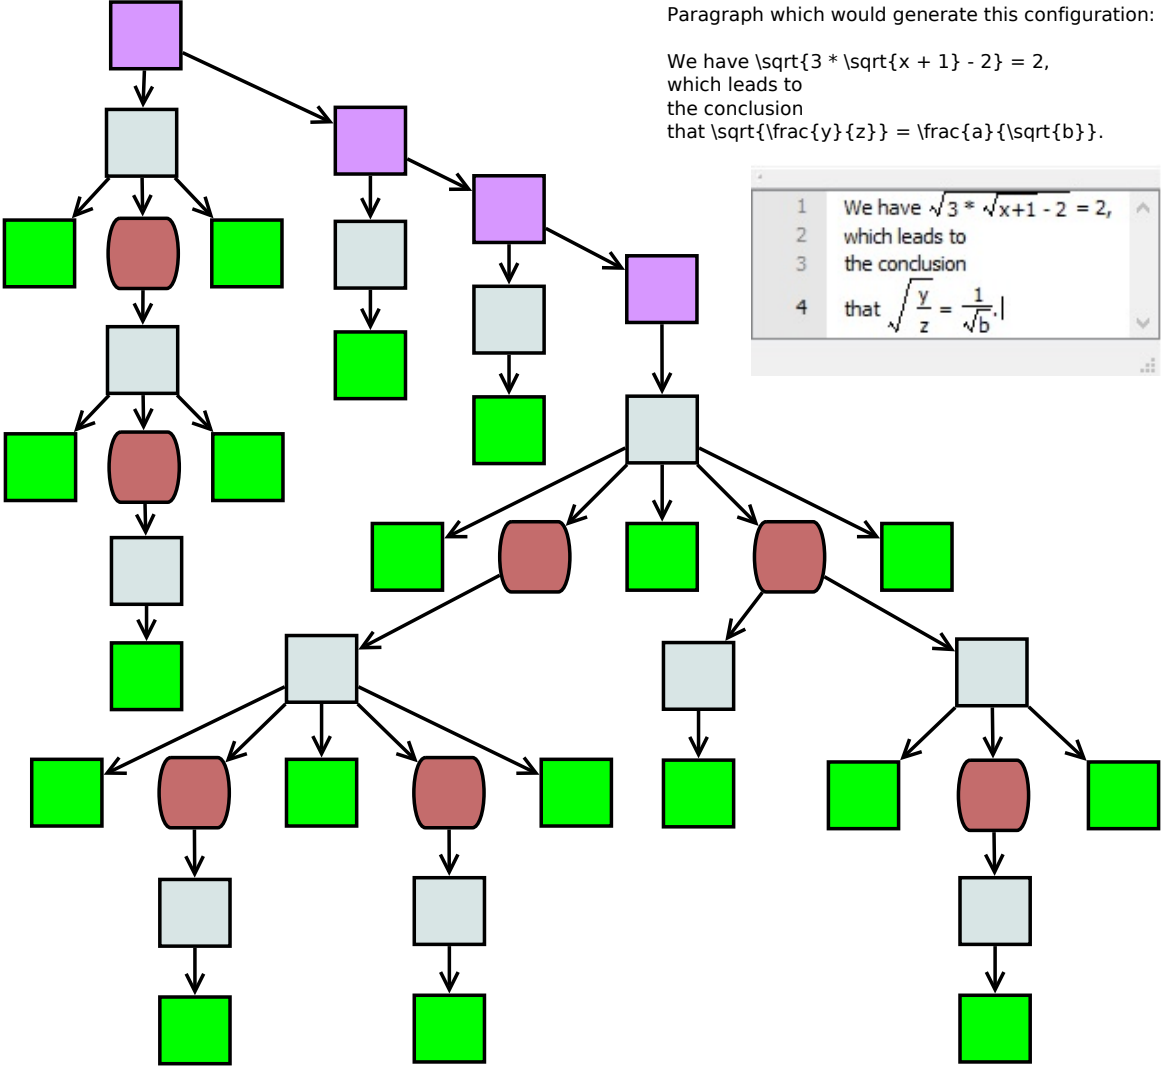 Paragraph which would generate this configuration:
We have \sqrt{3 * \sqrt{x + 1} - 2} = 2,
which leads to
the conclusion
that \sqrt{\frac{y}{z}} = \frac{a}{\sqrt{b}}.
1 We have √3 * √x+1 - 2 = 2,
2 which leads to
3 the conclusion
4 that √y/z = 1/√b.